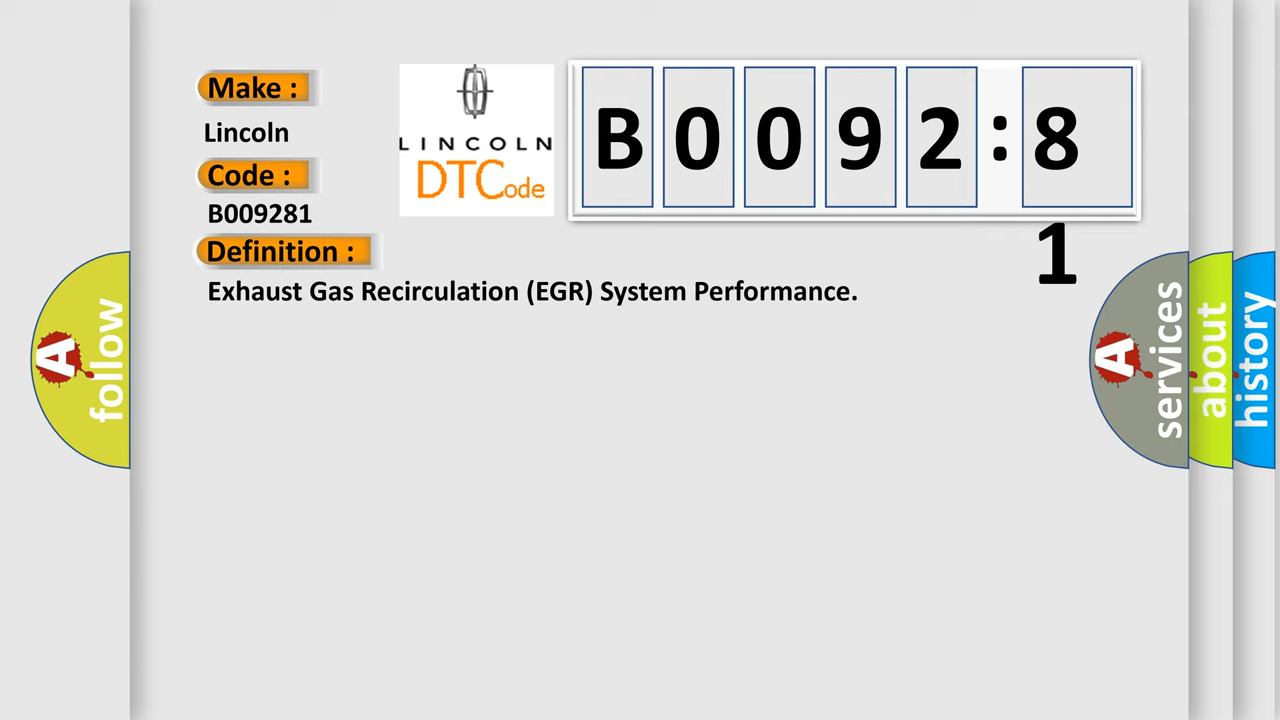 Make :
Lincoln
Code :
B009281
Definition :
Exhaust Gas Recirculation (EGR) System Performance.
LINCOLN
DTCode
B0092:8
1
A follow
A services
about
history